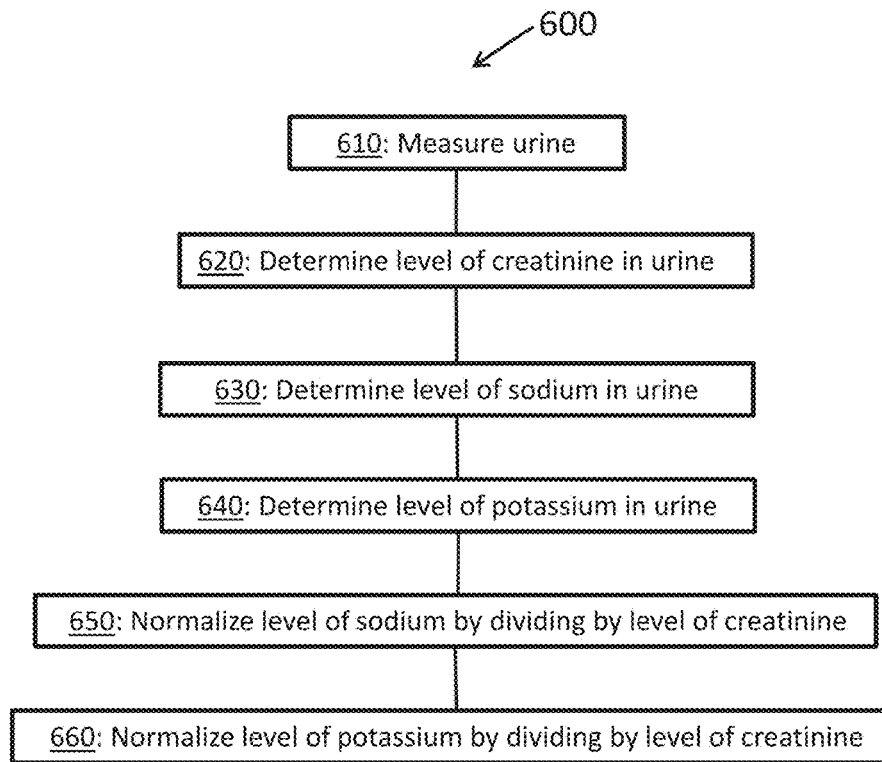 600
610: Measure urine
620: Determine level of creatinine in urine
630: Determine level of sodium in urine
640: Determine level of potassium in urine
650: Normalize level of sodium by dividing by level of creatinine
660: Normalize level of potassium by dividing by level of creatinine